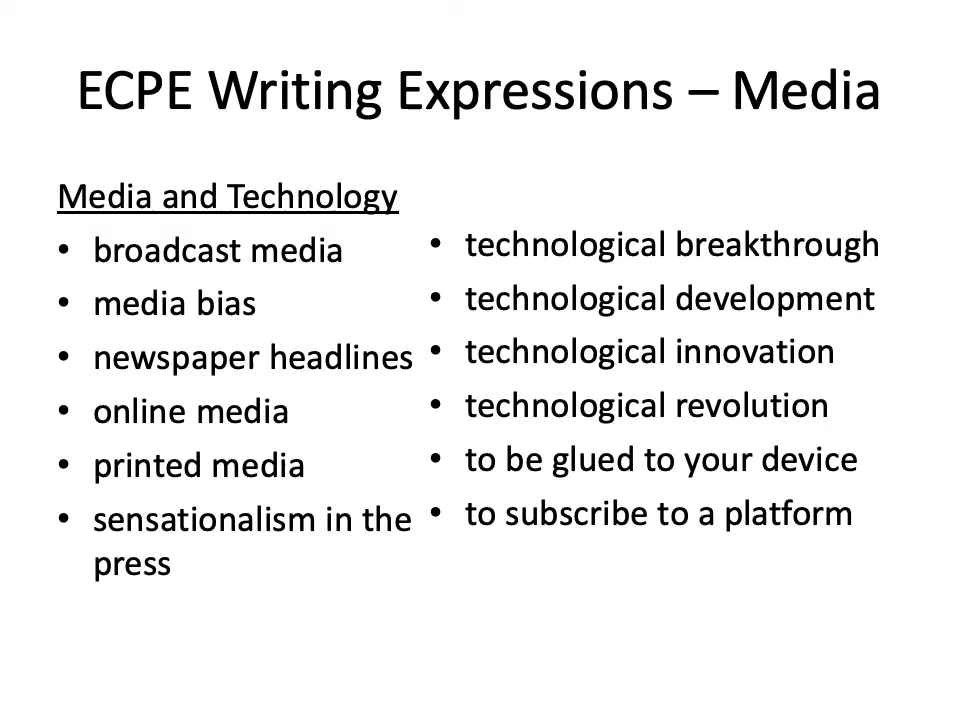 ECPE Writing Expressions – Media
Media and Technology
• broadcast media
• media bias
• newspaper headlines
• online media
• printed media
• sensationalism in the
press
• technological breakthrough
• technological development
• technological innovation
• technological revolution
• to be glued to your device
• to subscribe to a platform